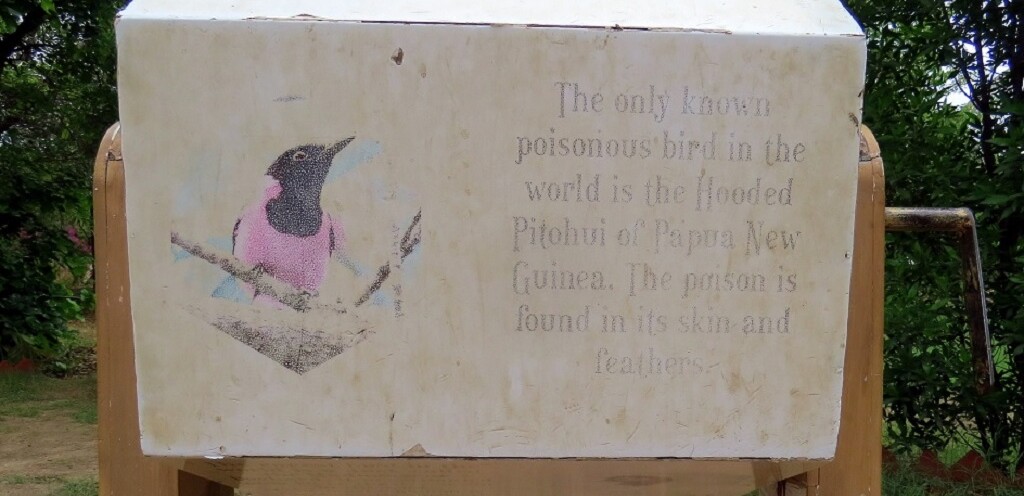 The only known
poisonous bird in the
world is the Hooded
Pitohui of Papua New
Guinea. The poison is
found in its skin and
feathers.